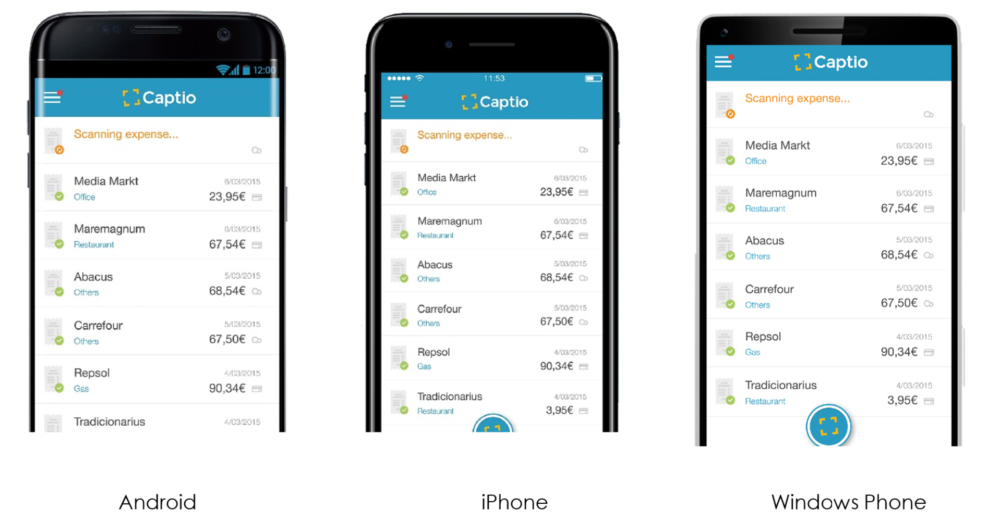 12:00
Captio
Scanning expense...
Media Markt 6/03/2015
Office 23,95€
Maremagnum 6/03/2015
Restaurant 67,54€
Abacus 5/03/2015
Others 68,54€
Carrefour 5/03/2015
Others 67,50€
Repsol 4/03/2015
Gas 90,34€
Tradicionarius 4/03/2015
Android
11:53
Captio
Scanning expense...
Media Markt 6/03/2015
Office 23,95€
Maremagnum 6/03/2015
Restaurant 67,54€
Abacus 5/03/2015
Others 68,54€
Carrefour 5/03/2015
Others 67,50€
Repsol 4/03/2015
Gas 90,34€
Tradicionarius 4/03/2015
Restaurant 3,95€
iPhone
Captio
Scanning expense...
Media Markt 6/03/2015
Office 23,95€
Maremagnum 6/03/2015
Restaurant 67,54€
Abacus 5/03/2015
Others 68,54€
Carrefour 5/03/2015
Others 67,50€
Repsol 4/03/2015
Gas 90,34€
Tradicionarius 4/03/2015
Restaurant 3,95€
Windows Phone